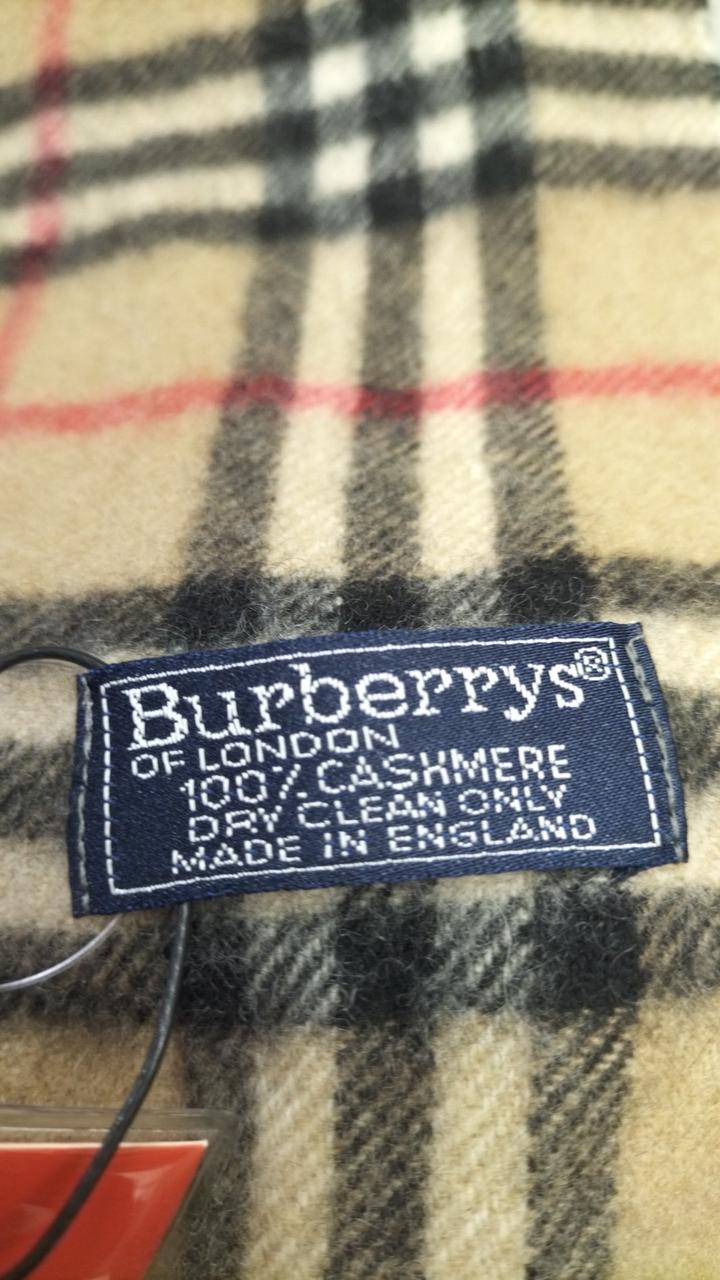 Burberrys®
OF LONDON
100% CASHMERE
DRY CLEAN ONLY
MADE IN ENGLAND